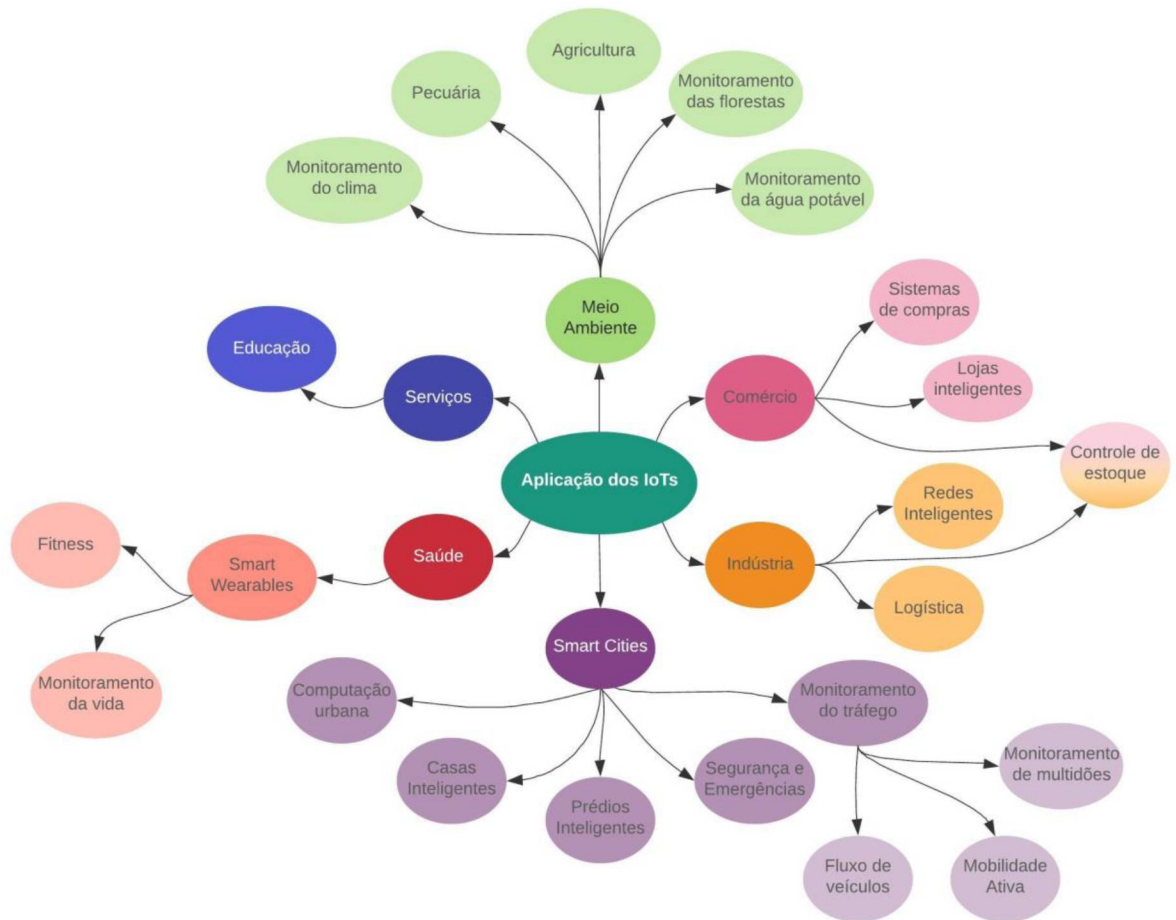 Agricultura
Pecuária
Monitoramento
das florestas
Monitoramento
do clima
Monitoramento
da água potável
Meio
Ambiente
Sistemas
de compras
Educação
Serviços
Comércio
Lojas
inteligentes
Aplicação dos IoTs
Controle de
estoque
Redes
Inteligentes
Fitness
Smart
Wearables
Saúde
Indústria
Logística
Smart Cities
Monitoramento
da vida
Computação
urbana
Monitoramento
do tráfego
Casas
Inteligentes
Prédios
Inteligentes
Segurança e
Emergências
Monitoramento
de multidões
Fluxo de
veículos
Mobilidade
Ativa